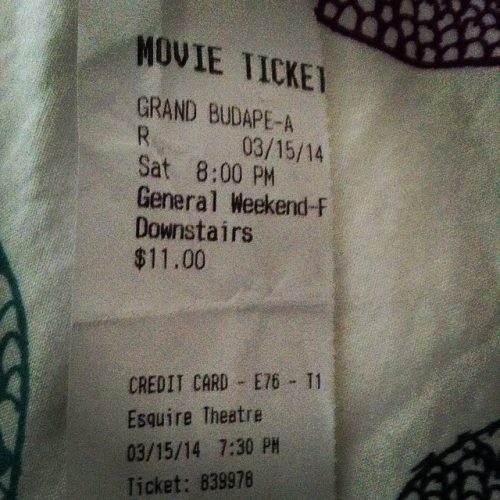 MOVIE TICKET
GRAND BUDAPE-A
R 03/15/14
Sat 8:00 PM
General Weekend-F
Downstairs
$11.00
CREDIT CARD - E76 - T1
Esquire Theatre
03/15/14 7:30 PM
Ticket: 839978